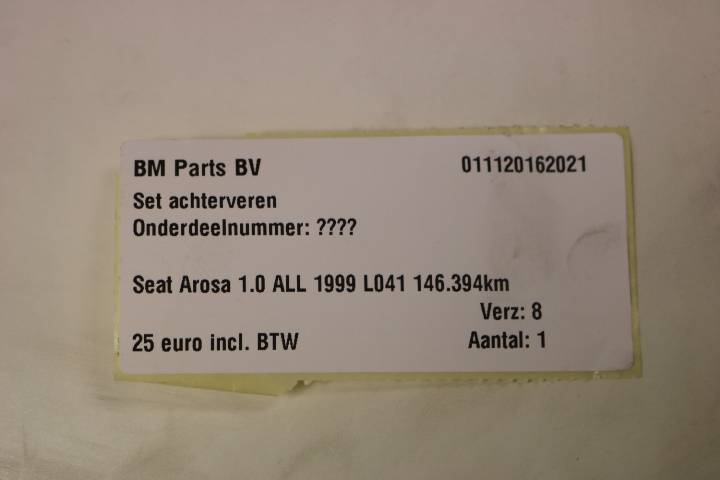 BM Parts BV 011120162021
Set achterveren
Onderdeelnummer: ????
Seat Arosa 1.0 ALL 1999 L041 146.394km
Verz: 8
25 euro incl. BTW Aantal: 1